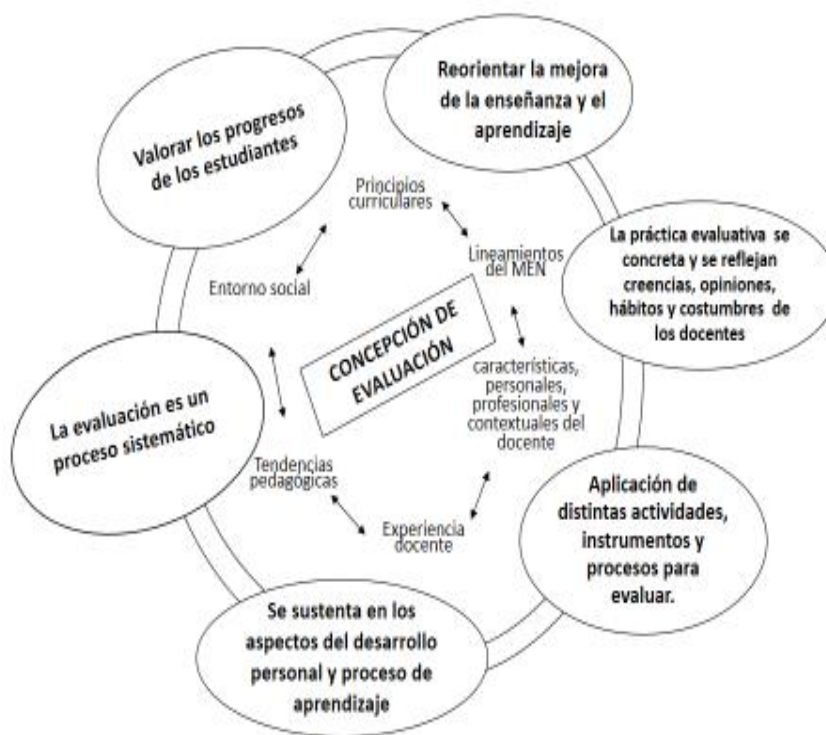 Reorientar la mejora
de la enseñanza y el
aprendizaje
Valorar los progresos
de los estudiantes
Principios
curriculares
Lineamientos
del MEN
La práctica evaluativa se
concreta y se reflejan
creencias, opiniones,
hábitos y costumbres de
los docentes
Entorno social
CONCEPCIÓN DE
EVALUACIÓN
características,
personales,
profesionales y
contextuales del
docente
La evaluación es un
proceso sistemático
Tendencias
pedagógicas
Experiencia
docente
Aplicación de
distintas actividades,
instrumentos y
procesos para
evaluar.
Se sustenta en los
aspectos del desarrollo
personal y proceso de
aprendizaje